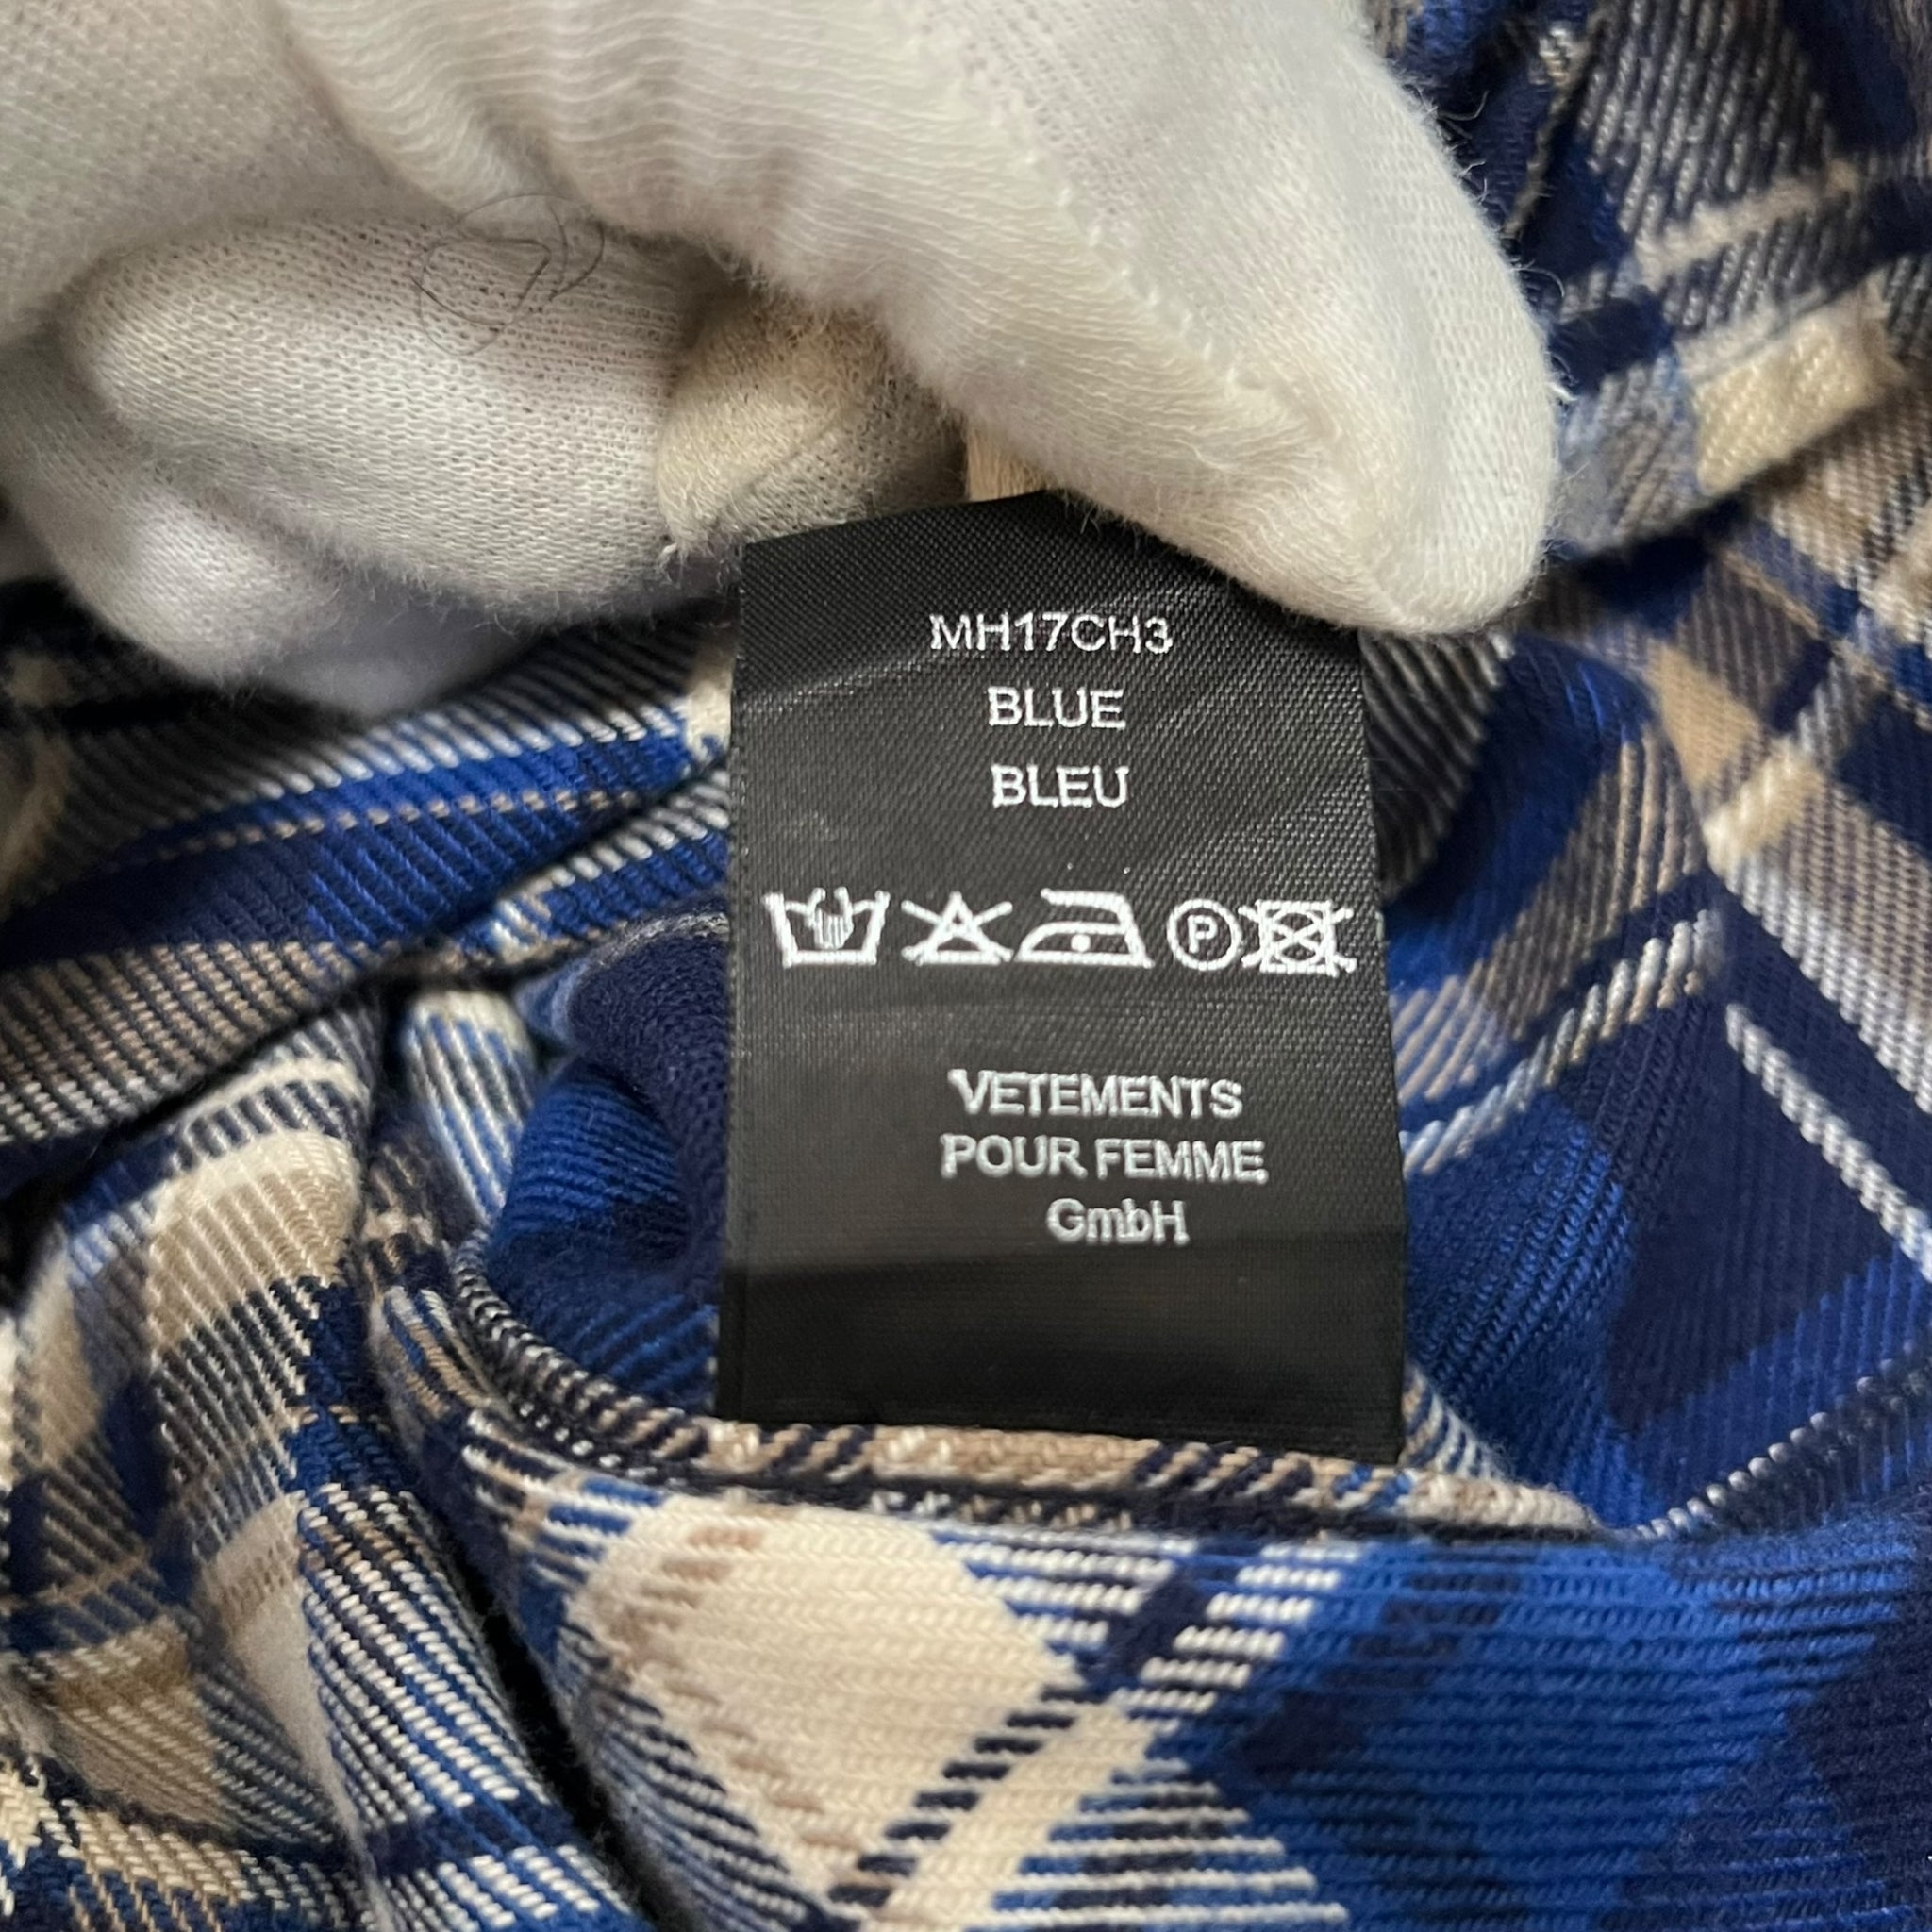 MH17CH3
BLUE
BLEU
P
VETEMENTS
POUR FEMME
GmbH